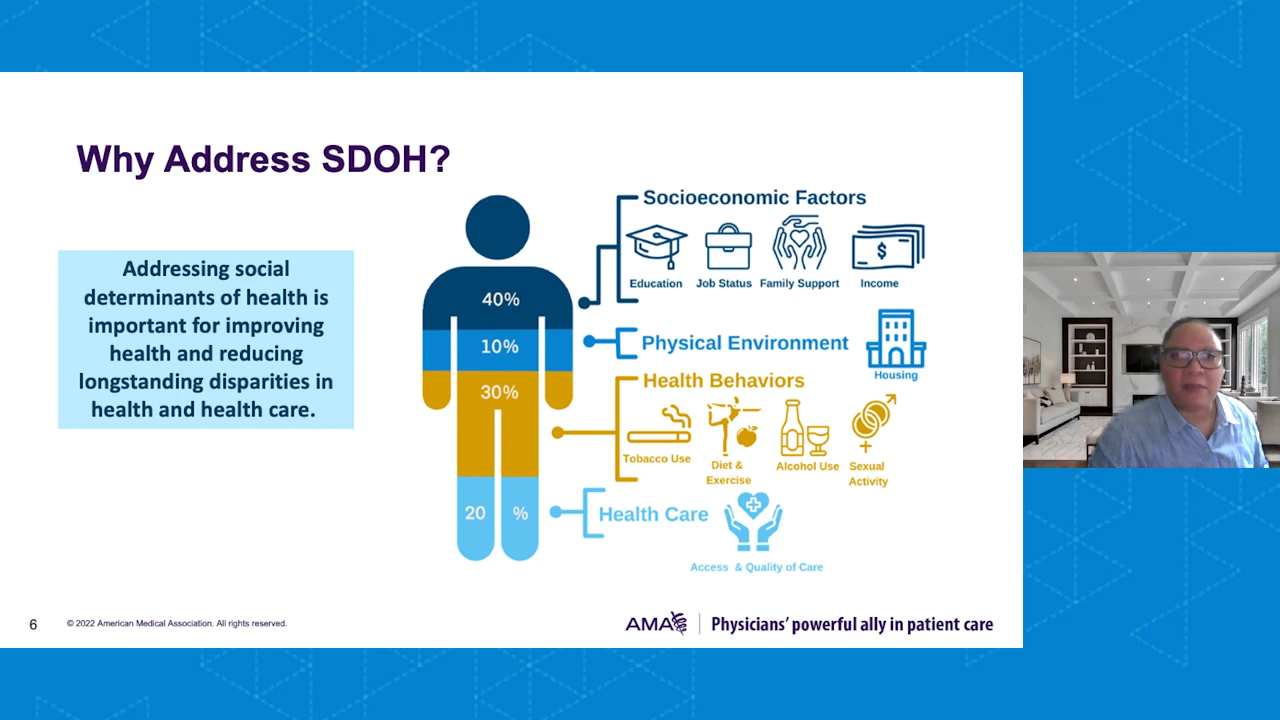 Why Address SDOH?
Addressing social
determinants of health is
important for improving
health and reducing
longstanding disparities in
health and health care.
40%
10%
30%
20 %
Socioeconomic Factors
$
Education Job Status Family Support Income
Physical Environment
Housing
Health Behaviors
Tobacco Use
Diet &
Exercise
Alcohol Use
Sexual
Activity
Health Care
Access & Quality of Care
6
© 2022 American Medical Association. All rights reserved.
AMA
Physicians’ powerful ally in patient care